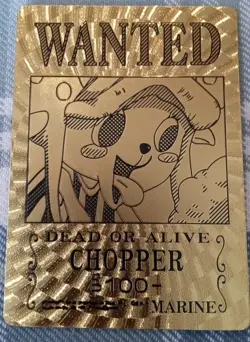 WANTED
DEAD OR ALIVE
CHOPPER
100-
MARINE